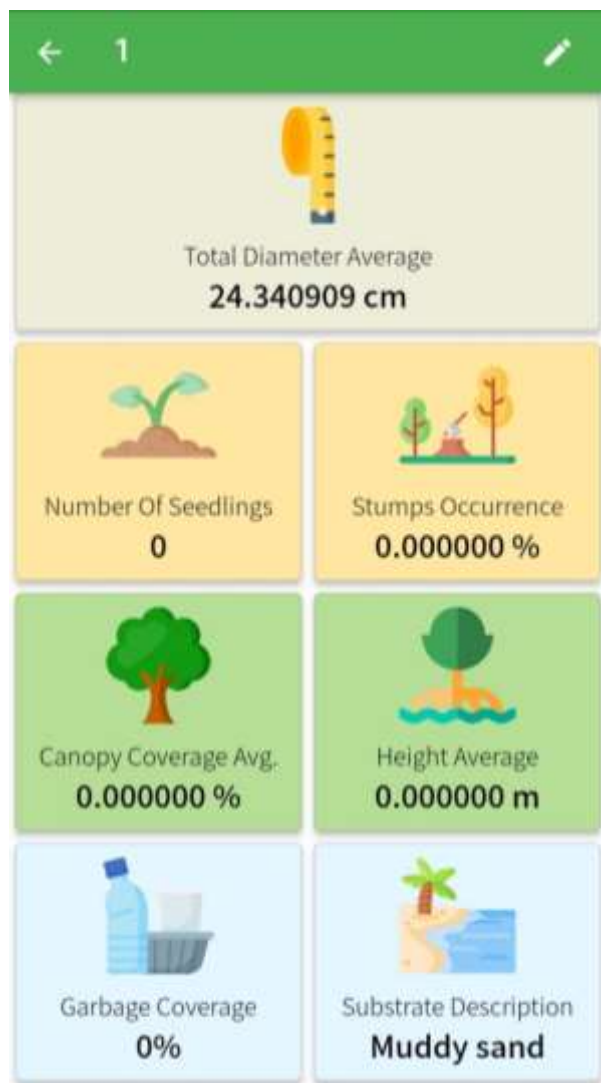 1
Total Diameter Average
24.340909 cm
Number Of Seedlings
0
Stumps Occurrence
0.000000 %
Canopy Coverage Avg.
0.000000 %
Height Average
0.000000 m
Garbage Coverage
0%
Substrate Description
Muddy sand